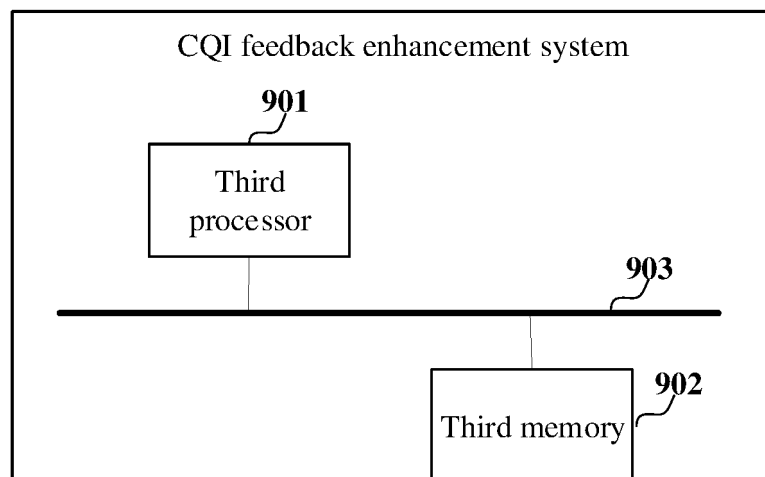 CQI feedback enhancement system
901
Third
processor
903
902
Third memory